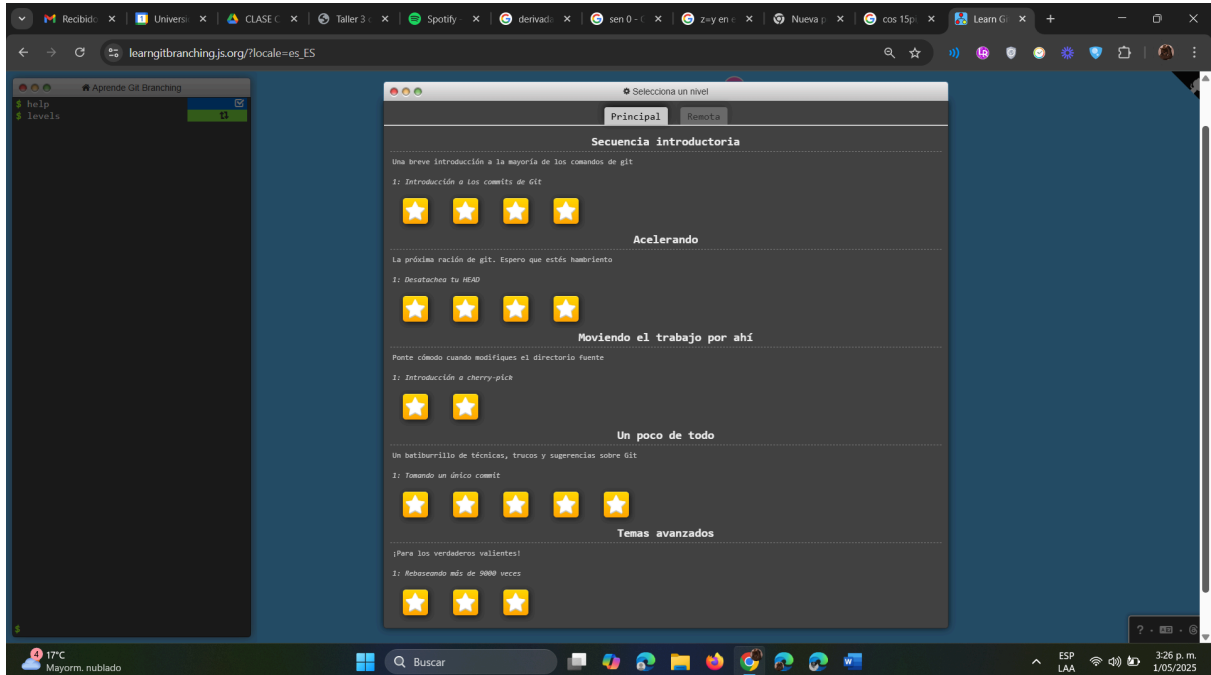 Recibido
Universi
CLASE C
Taller 3 c
Spotify -
derivada
sen 0 - (
z=y en e
Nueva p
cos 15pi
Learn Gi
learngitbranching.js.org/?locale=es_ES
Aprende Git Branching
$ help
$ levels
$
Selecciona un nivel
Principal
Remota
Secuencia introductoria
Una breve introducción a la mayoría de los comandos de git
1: Introducción a los commits de Git
Acelerando
La próxima ración de git. Espero que estés hambriento
1: Desatachea tu HEAD
Moviendo el trabajo por ahí
Ponte cómodo cuando modifiques el directorio fuente
1: Introducción a cherry-pick
Un poco de todo
Un batiburrillo de técnicas, trucos y sugerencias sobre Git
1: Tomando un único commit
Temas avanzados
¡Para los verdaderos valientes!
1: Rebaseando más de 9000 veces
?
4
17°C
Mayorm. nublado
Buscar
ESP
LAA
3:26 p. m.
1/05/2025